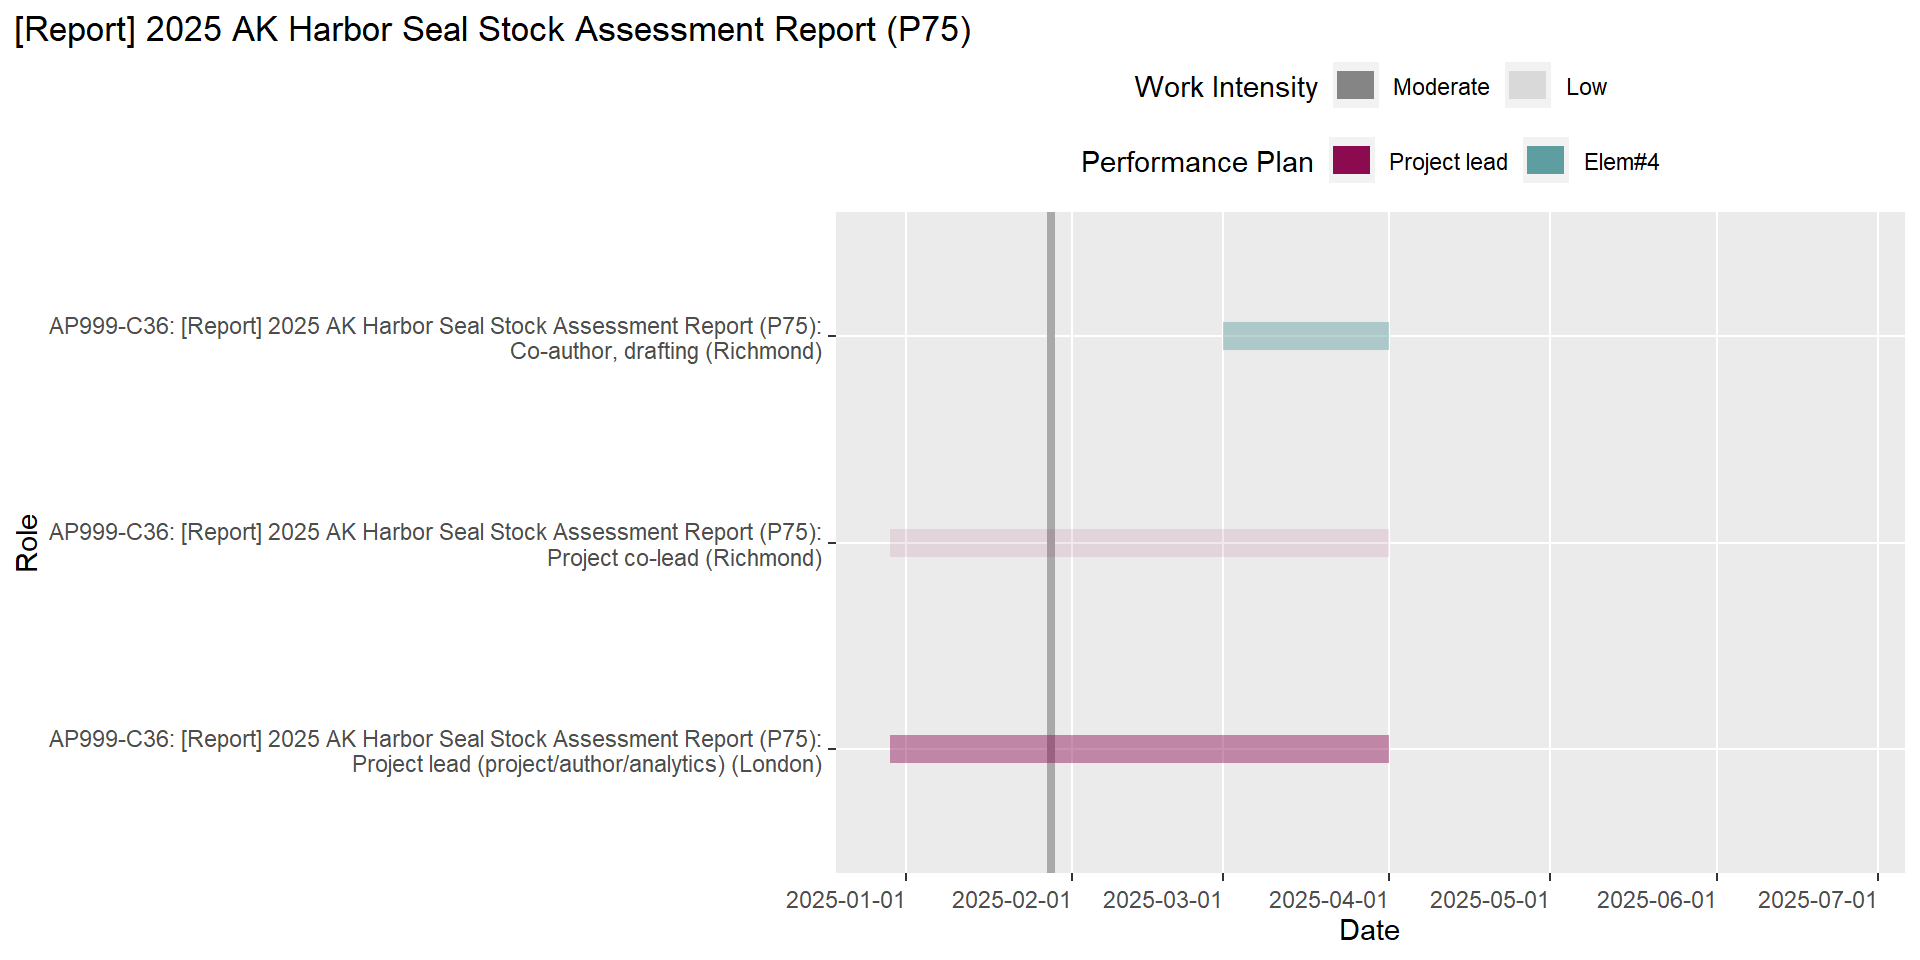 [Report] 2025 AK Harbor Seal Stock Assessment Report (P75)
Work Intensity Moderate Low
Performance Plan Project lead Elem#4
AP999-C36: [Report] 2025 AK Harbor Seal Stock Assessment Report (P75):
Co-author, drafting (Richmond)
Role
AP999-C36: [Report] 2025 AK Harbor Seal Stock Assessment Report (P75):
Project co-lead (Richmond)
AP999-C36: [Report] 2025 AK Harbor Seal Stock Assessment Report (P75):
Project lead (project/author/analytics) (London)
2025-01-01 2025-02-01 2025-03-01 2025-04-01 2025-05-01 2025-06-01 2025-07-01
Date